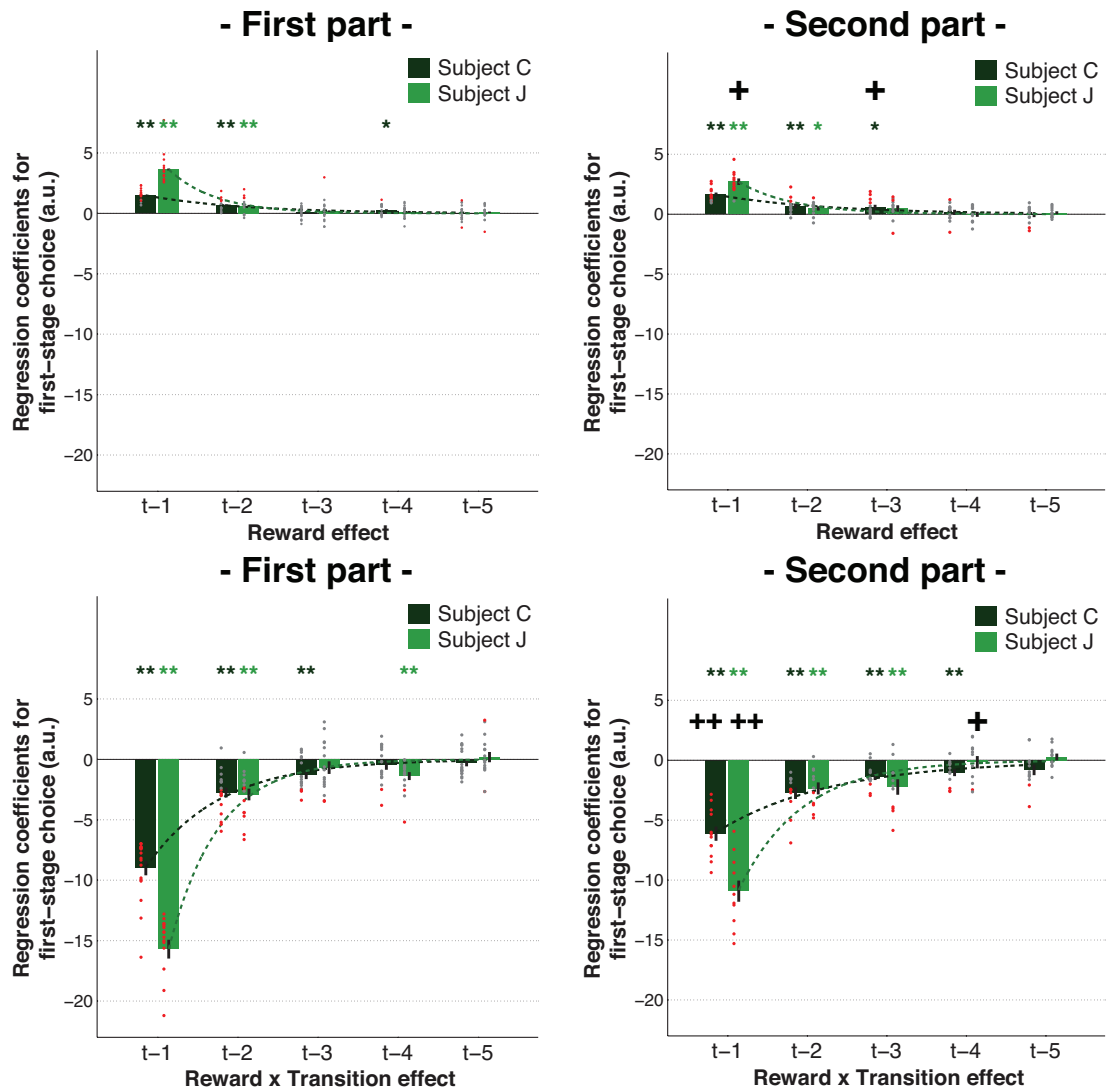 - First part -
Subject C
Subject J
** ** ** ** *
5
0
−5
−10
−15
−20
Regression coefficients for
first−stage choice (a.u.)
t−1 t−2 t−3 t−4 t−5
Reward effect
- Second part -
Subject C
Subject J
+ +
** ** ** * *
5
0
−5
−10
−15
−20
Regression coefficients for
first−stage choice (a.u.)
t−1 t−2 t−3 t−4 t−5
Reward effect
- First part -
Subject C
Subject J
** ** ** ** ** **
5
0
−5
−10
−15
−20
Regression coefficients for
first−stage choice (a.u.)
t−1 t−2 t−3 t−4 t−5
Reward x Transition effect
- Second part -
Subject C
Subject J
** ** ** ** ** ** **
5
++ ++ +
0
−5
−10
−15
−20
Regression coefficients for
first−stage choice (a.u.)
t−1 t−2 t−3 t−4 t−5
Reward x Transition effect